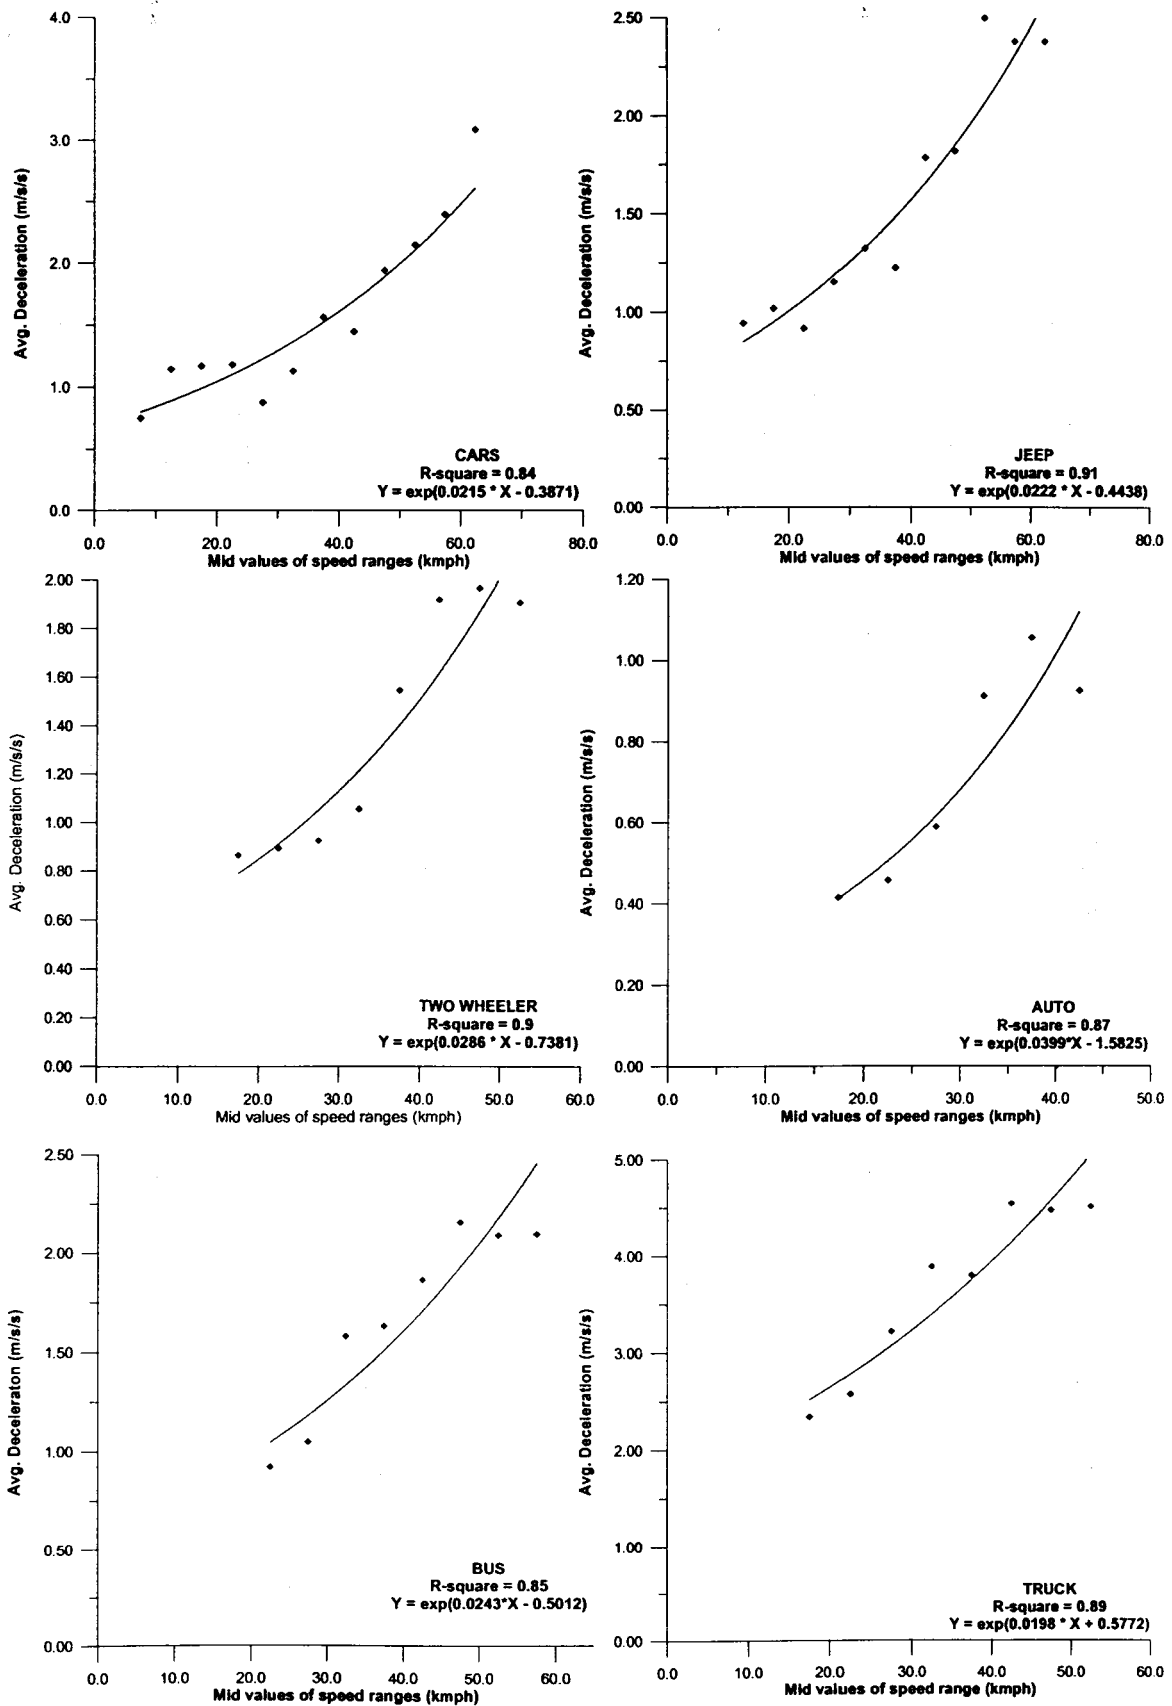 4.0
3.0
2.0
1.0
0.0
Avg. Deceleration (m/s/s)
CARS
R-square = 0.84
Y = exp(0.0215 * X - 0.3871)
0.0 20.0 40.0 60.0 80.0
Mid values of speed ranges (kmph)
2.50
2.00
1.50
1.00
0.50
0.00
Avg. Deceleration (m/s/s)
JEEP
R-square = 0.91
Y = exp(0.0222 * X - 0.4438)
0.0 20.0 40.0 60.0 80.0
Mid values of speed ranges (kmph)
2.00
1.80
1.60
1.40
1.20
1.00
0.80
0.60
0.40
0.20
0.00
Avg. Deceleration (m/s/s)
TWO WHEELER
R-square = 0.9
Y = exp(0.0286 * X - 0.7381)
0.0 10.0 20.0 30.0 40.0 50.0 60.0
Mid values of speed ranges (kmph)
1.20
1.00
0.80
0.60
0.40
0.20
0.00
Avg. Deceleration (m/s/s)
AUTO
R-square = 0.87
Y = exp(0.0399*X - 1.5825)
0.0 10.0 20.0 30.0 40.0 50.0
Mid values of speed ranges (kmph)
2.50
2.00
1.50
1.00
0.50
0.00
Avg. Deceleraton (m/s/s)
BUS
R-square = 0.85
Y = exp(0.0243*X - 0.5012)
0.0 10.0 20.0 30.0 40.0 50.0 60.0
Mid values of speed ranges (kmph)
5.00
4.00
3.00
2.00
1.00
0.00
Avg. Deceleration (m/s/s)
TRUCK
R-square = 0.89
Y = exp(0.0198 * X + 0.5772)
0.0 10.0 20.0 30.0 40.0 50.0 60.0
Mid values of speed range (kmph)